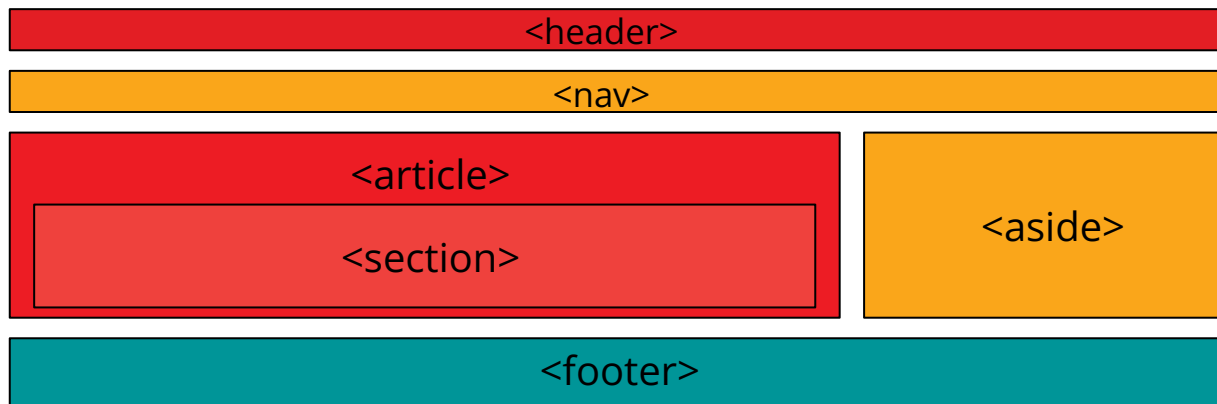 <header>
<nav>
<article>
<section>
<aside>
<footer>